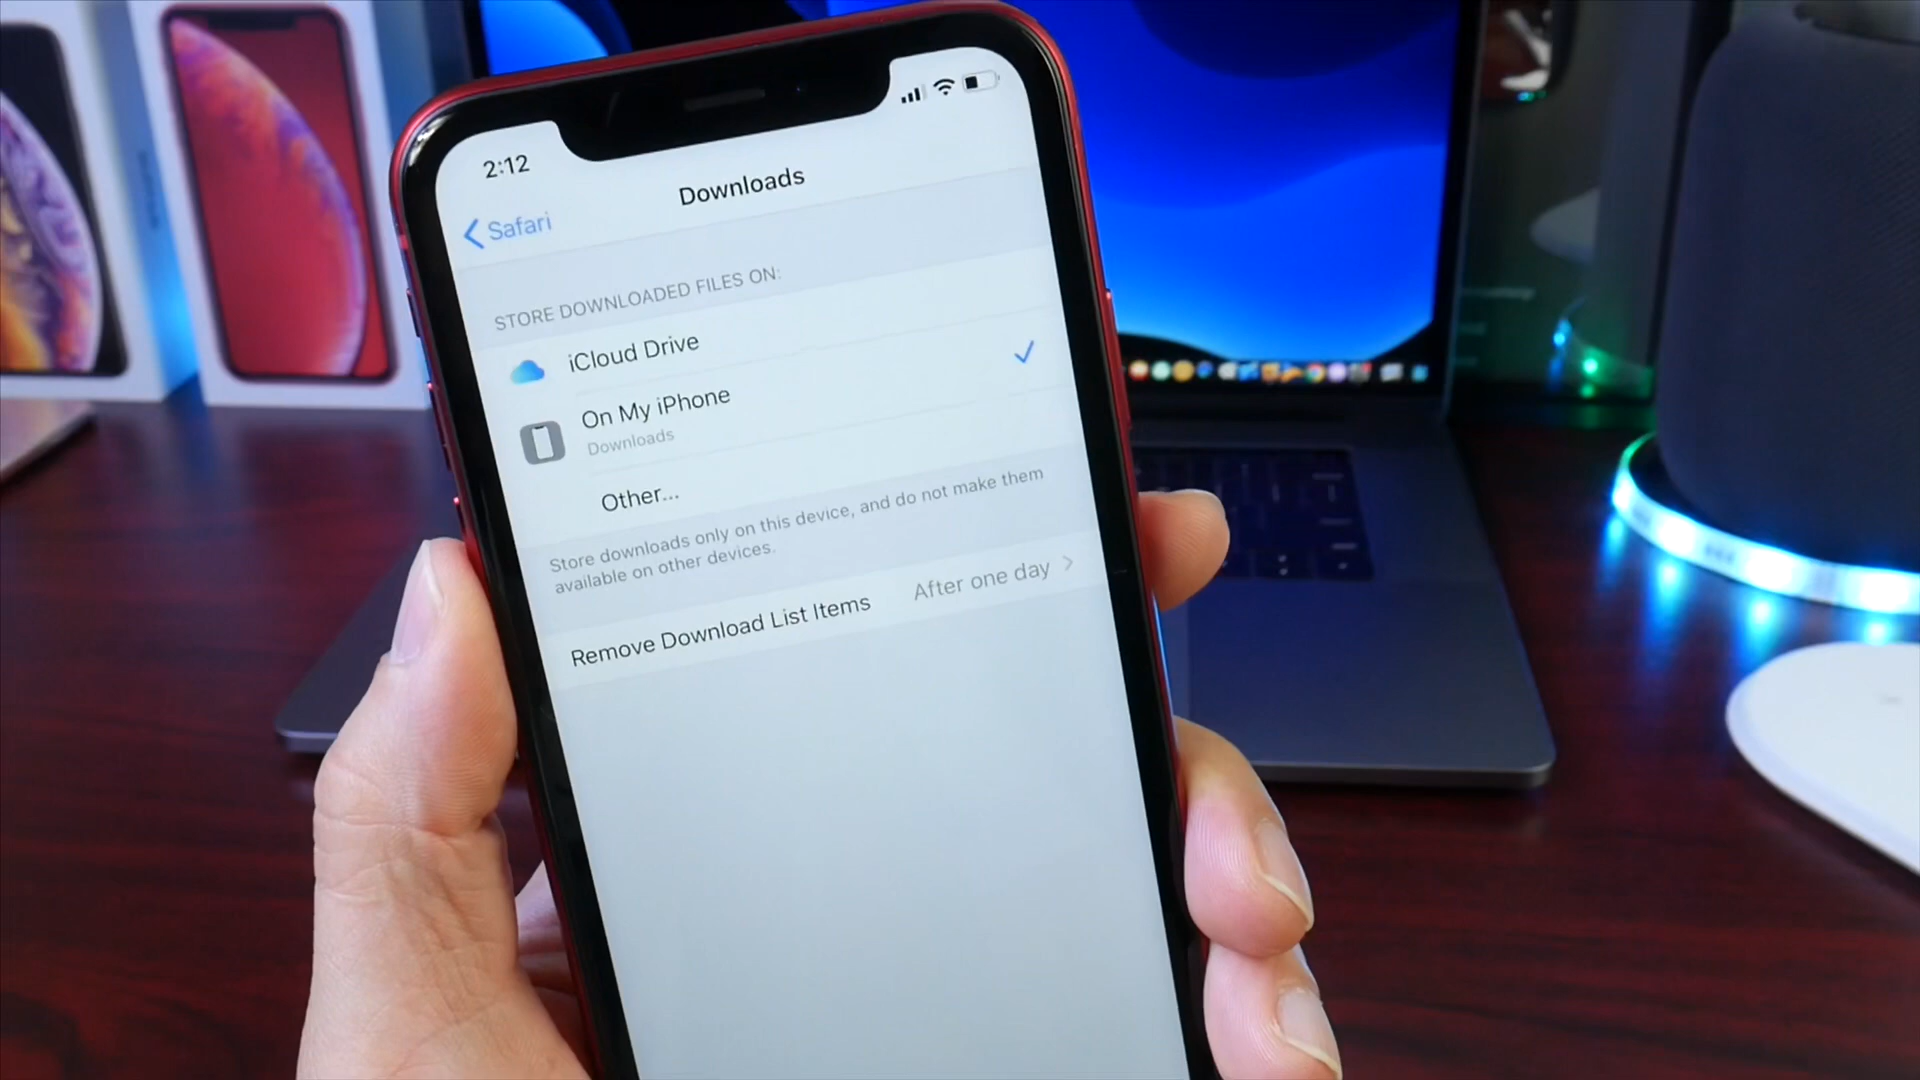 2:12
Safari
Downloads
STORE DOWNLOADED FILES ON:
iCloud Drive
On My iPhone
Downloads
Other...
Store downloads only on this device, and do not make them
available on other devices.
Remove Download List Items
After one day